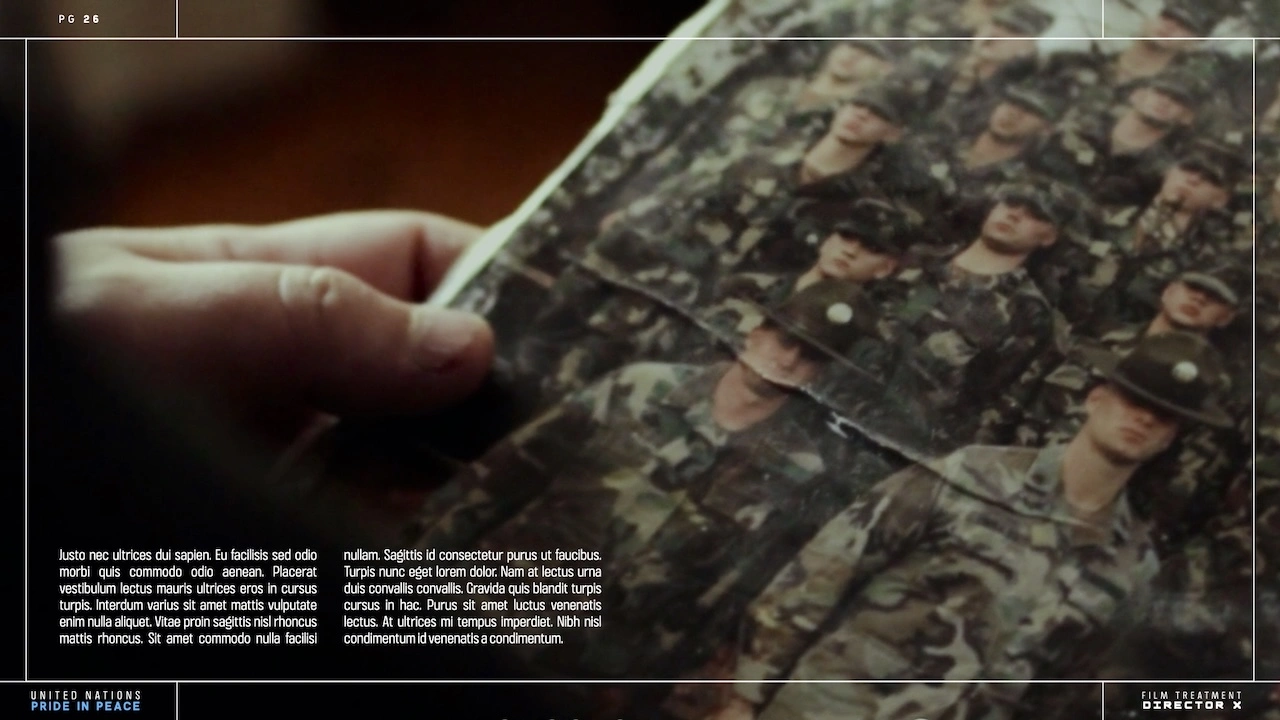 PG 26
Justo nec ultrices dui sapien. Eu facilisis sed odio
morbi quis commodo odio aenean. Placerat
vestibulum lectus mauris ultrices eros in cursus
turpis. Interdum varius sit amet mattis vulputate
enim nulla aliquet. Vitae proin sagittis nisl rhoncus
mattis rhoncus. Sit amet commodo nulla facilisi
nullam. Sagittis id consectetur purus ut faucibus.
Turpis nunc eget lorem dolor. Nam at lectus urna
duis convallis convallis. Gravida quis blandit turpis
cursus in hac. Purus sit amet luctus venenatis
lectus. At ultrices mi tempus imperdiet. Nibh nisl
condimentum id venenatis a condimentum.
UNITED NATIONS
PRIDE IN PEACE
FILM TREATMENT
DIRECTOR X